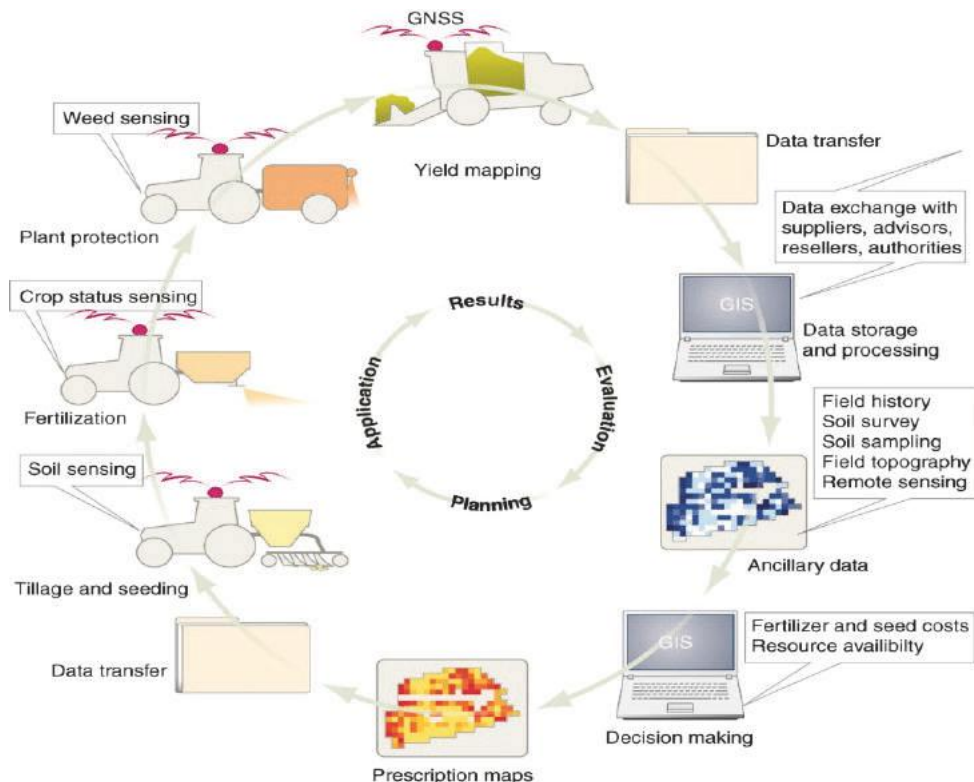 GNSS
Yield mapping
Data transfer
Data exchange with
suppliers, advisors,
resellers, authorities
GIS
Data storage
and processing
Field history
Soil survey
Soil sampling
Field topography
Remote sensing
Ancillary data
GIS
Fertilizer and seed costs
Resource availibilty
Decision making
Prescription maps
Data transfer
Soil sensing
Tillage and seeding
Crop status sensing
Fertilization
Weed sensing
Plant protection
Results
Evaluation
Planning
Application